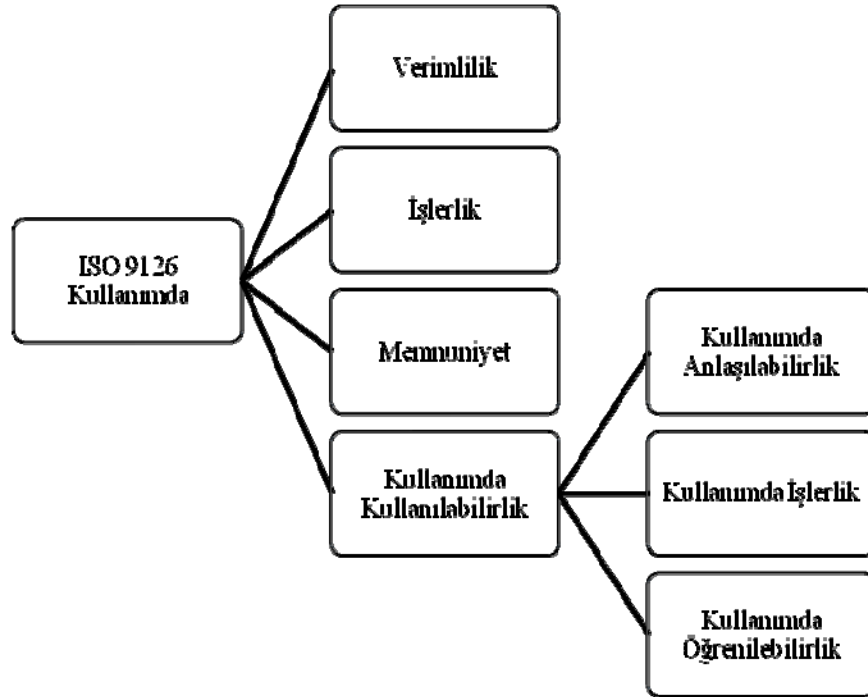 Verimlilik
İşlerlik
ISO 9126
Kullanımda
Memnuniyet
Kullanımda
Kullanılabilirlik
Kullanımda
Anlaşılabilirlik
Kullanımda İşlerlik
Kullanımda
Öğrenilebilirlik